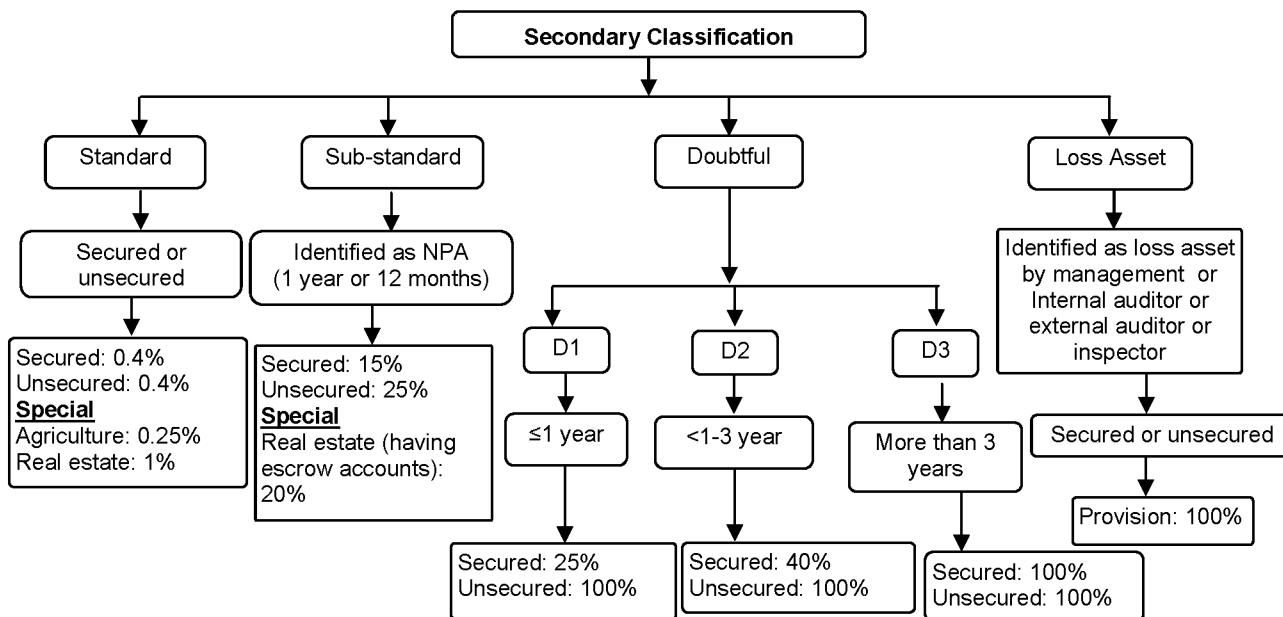 Secondary Classification
Standard
Sub-standard
Doubtful
Loss Asset
Secured or
unsecured
Identified as NPA
(1 year or 12 months)
Identified as loss asset
by management or
Internal auditor or
external auditor or
inspector
Secured: 0.4%
Unsecured: 0.4%
Special
Agriculture: 0.25%
Real estate: 1%
Secured: 15%
Unsecured: 25%
Special
Real estate (having
escrow accounts):
20%
D1
D2
D3
≤1 year
<1-3 year
More than 3
years
Secured or unsecured
Provision: 100%
Secured: 25%
Unsecured: 100%
Secured: 40%
Unsecured: 100%
Secured: 100%
Unsecured: 100%